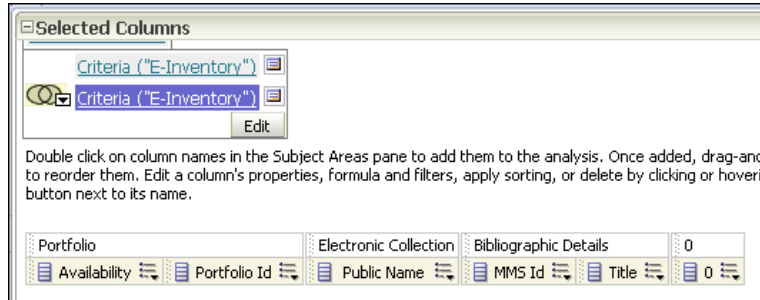 Selected Columns
Criteria ("E-Inventory")
Criteria ("E-Inventory")
Edit
Double click on column names in the Subject Areas pane to add them to the analysis. Once added, drag-and
to reorder them. Edit a column's properties, formula and filters, apply sorting, or delete by clicking or hoveri
button next to its name.
Portfolio Electronic Collection Bibliographic Details 0
Availability Portfolio Id Public Name MMS Id Title 0